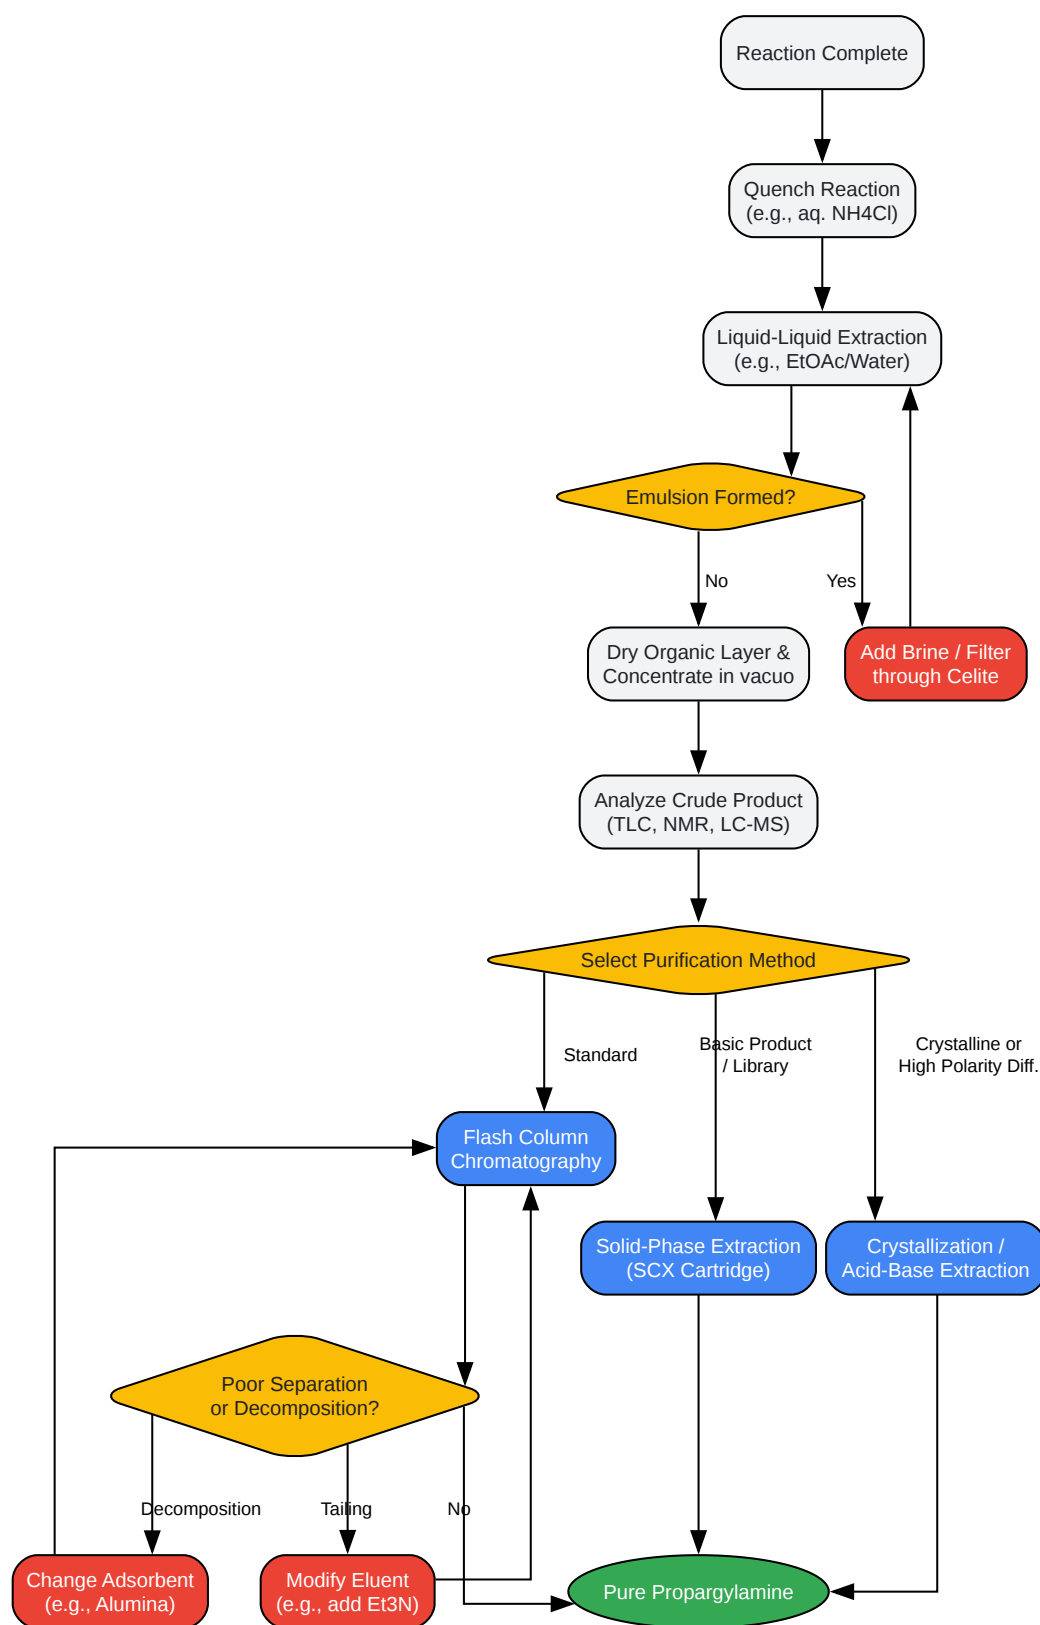 Reaction Complete
Quench Reaction
(e.g., aq. NH4Cl)
Liquid-Liquid Extraction
(e.g., EtOAc/Water)
Emulsion Formed?
No
Yes
Dry Organic Layer &
Concentrate in vacuo
Add Brine / Filter
through Celite
Analyze Crude Product
(TLC, NMR, LC-MS)
Select Purification Method
Standard
Basic Product
/ Library
Crystalline or
High Polarity Diff.
Flash Column
Chromatography
Solid-Phase Extraction
(SCX Cartridge)
Crystallization /
Acid-Base Extraction
Poor Separation
or Decomposition?
Decomposition
Tailing
No
Change Adsorbent
(e.g., Alumina)
Modify Eluent
(e.g., add Et3N)
Pure Propargylamine